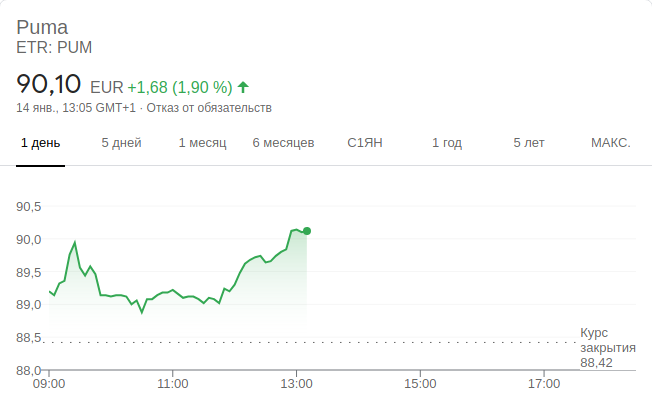 Puma
ETR: PUM
90,10 EUR +1,68 (1,90 %)
14 янв., 13:05 GMT+1 · Отказ от обязательств
1 день 5 дней 1 месяц 6 месяцев С1ЯН 1 год 5 лет МАКС.
90,5
90,0
89,5
89,0
88,5
88,0
Курс
закрытия
88,42
09:00 11:00 13:00 15:00 17:00